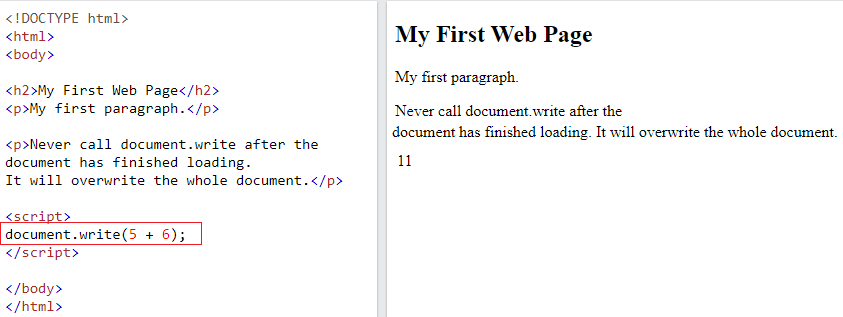 <!DOCTYPE html>
<html>
<body>
<h2>My First Web Page</h2>
<p>My first paragraph.</p>
<p>Never call document.write after the
document has finished loading.
It will overwrite the whole document.</p>
<script>
document.write(5 + 6);
</script>
</body>
</html>
My First Web Page
My first paragraph.
Never call document.write after the
document has finished loading. It will overwrite the whole document.
11